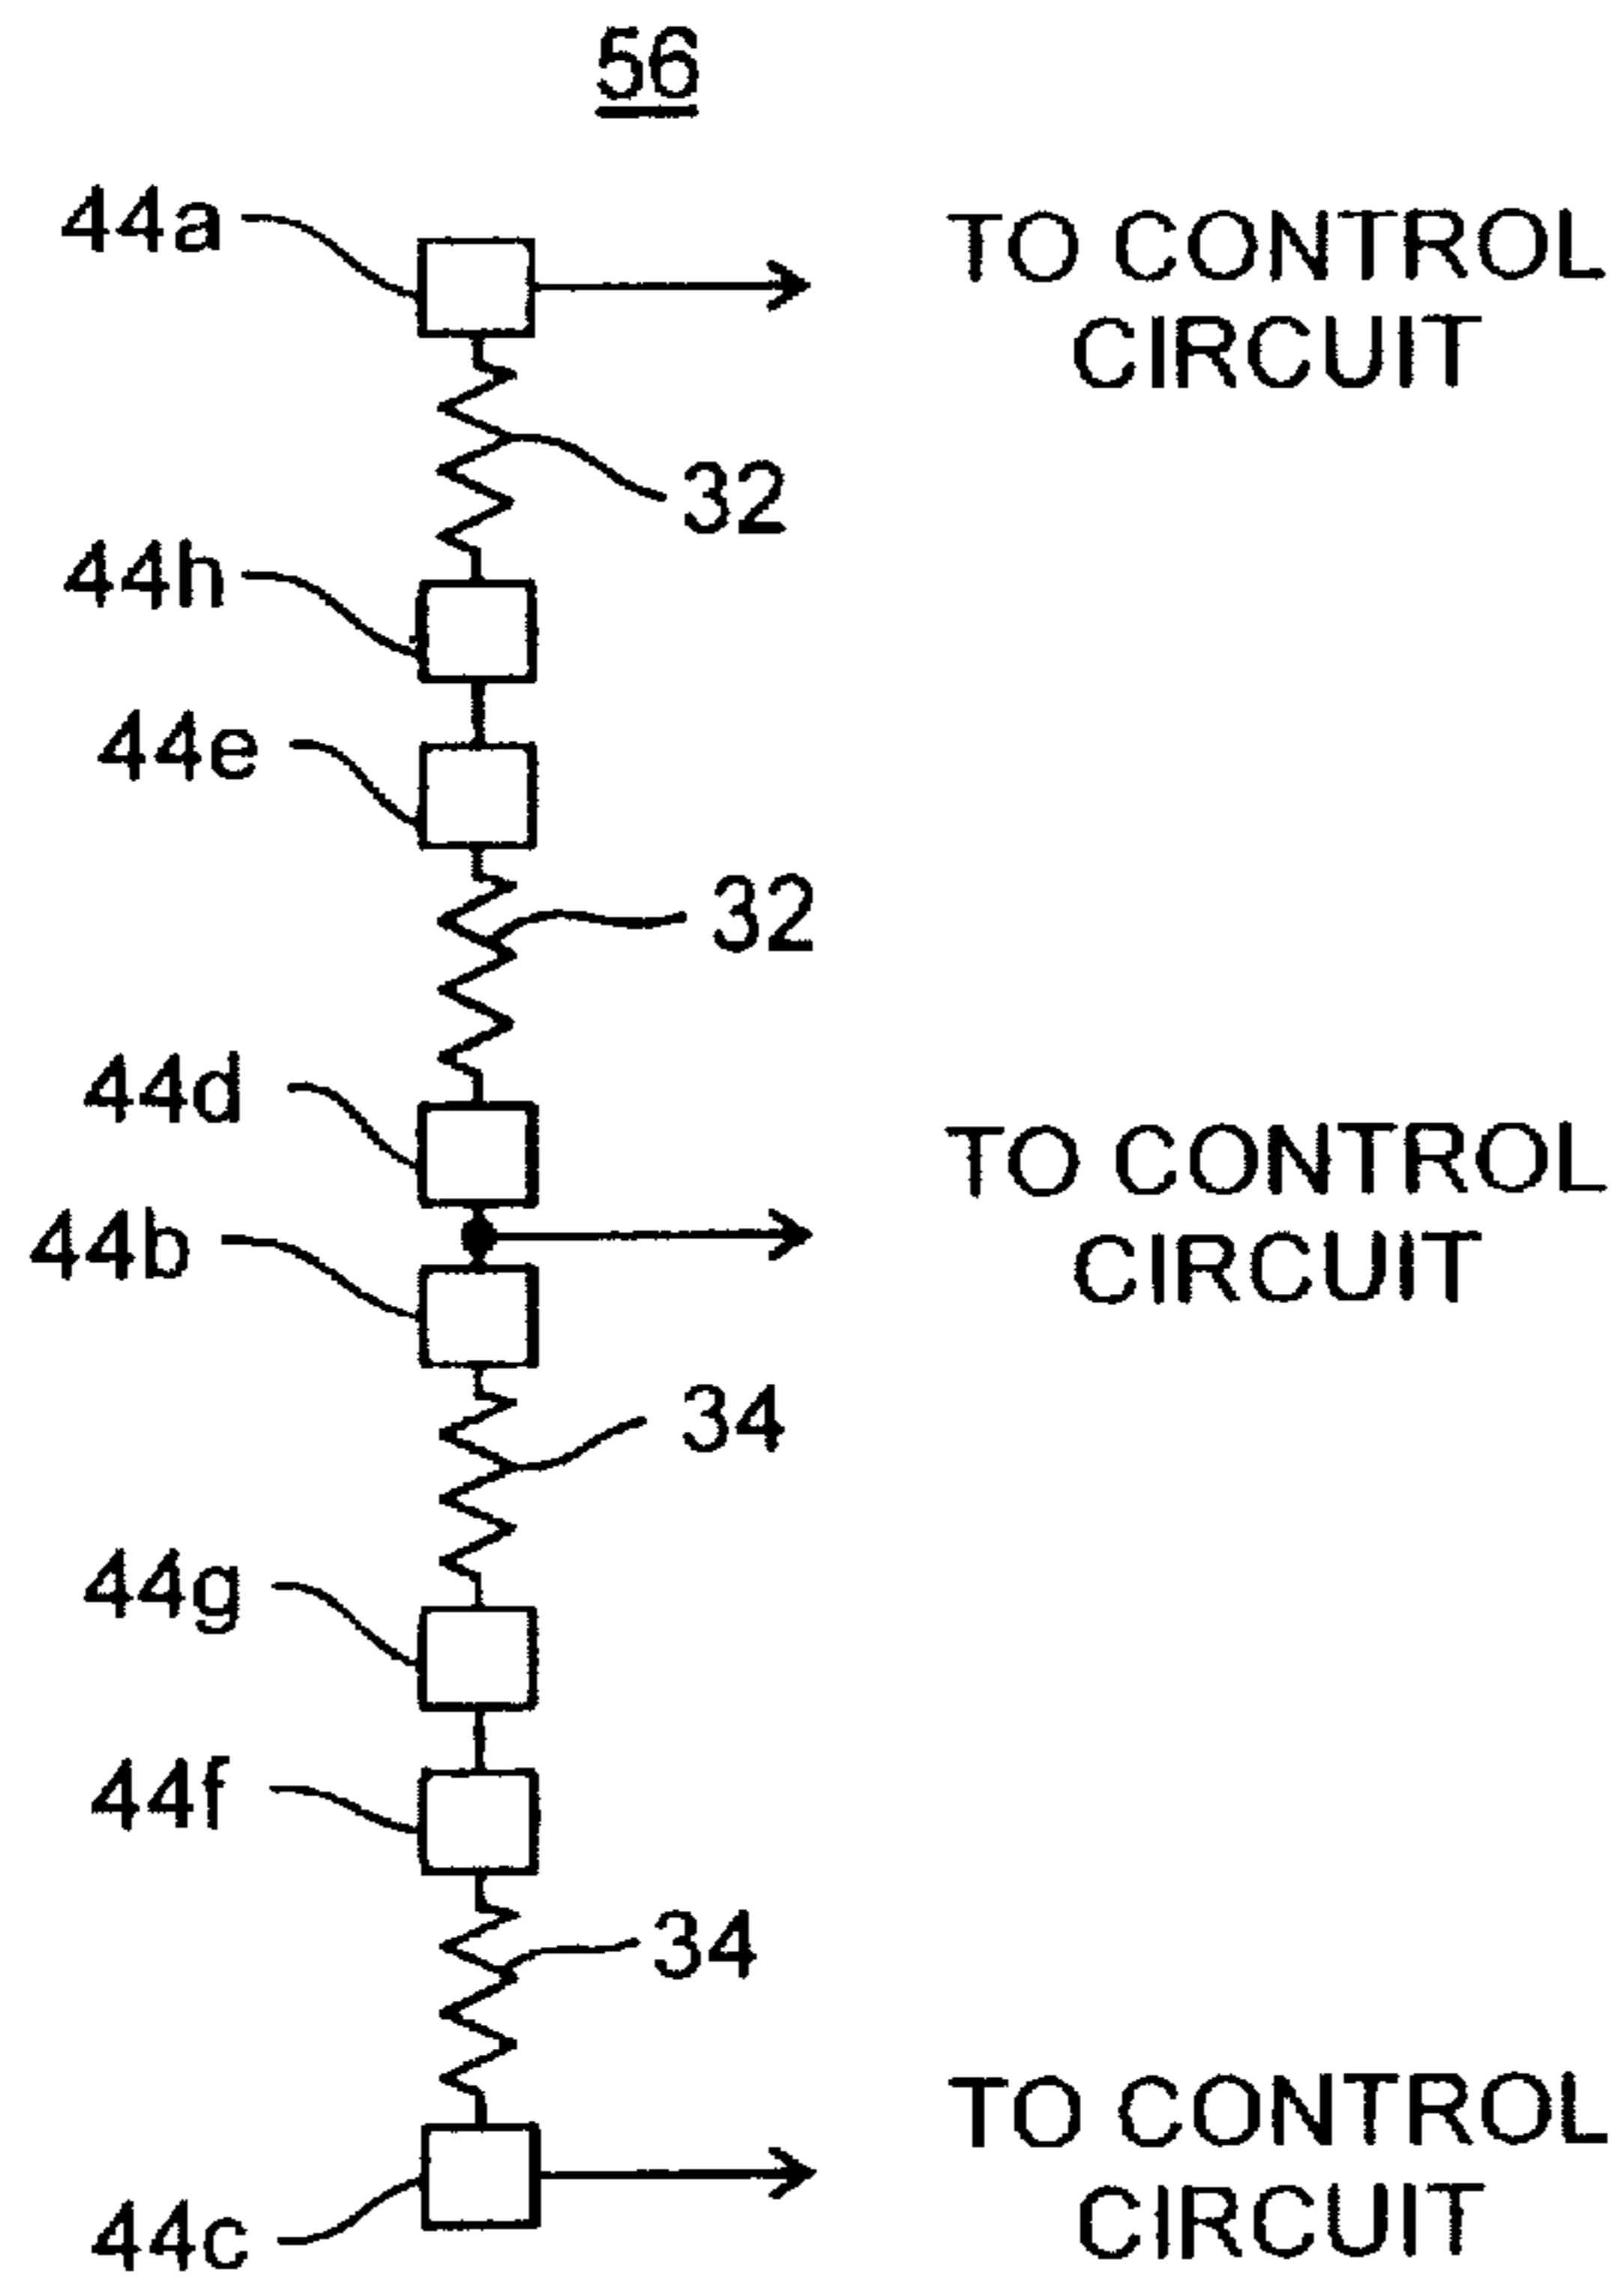 56
44a
TO CONTROL
CIRCUIT
32
44h
44e
32
44d
TO CONTROL
CIRCUIT
44b
34
44g
44f
34
TO CONTROL
CIRCUIT
44c